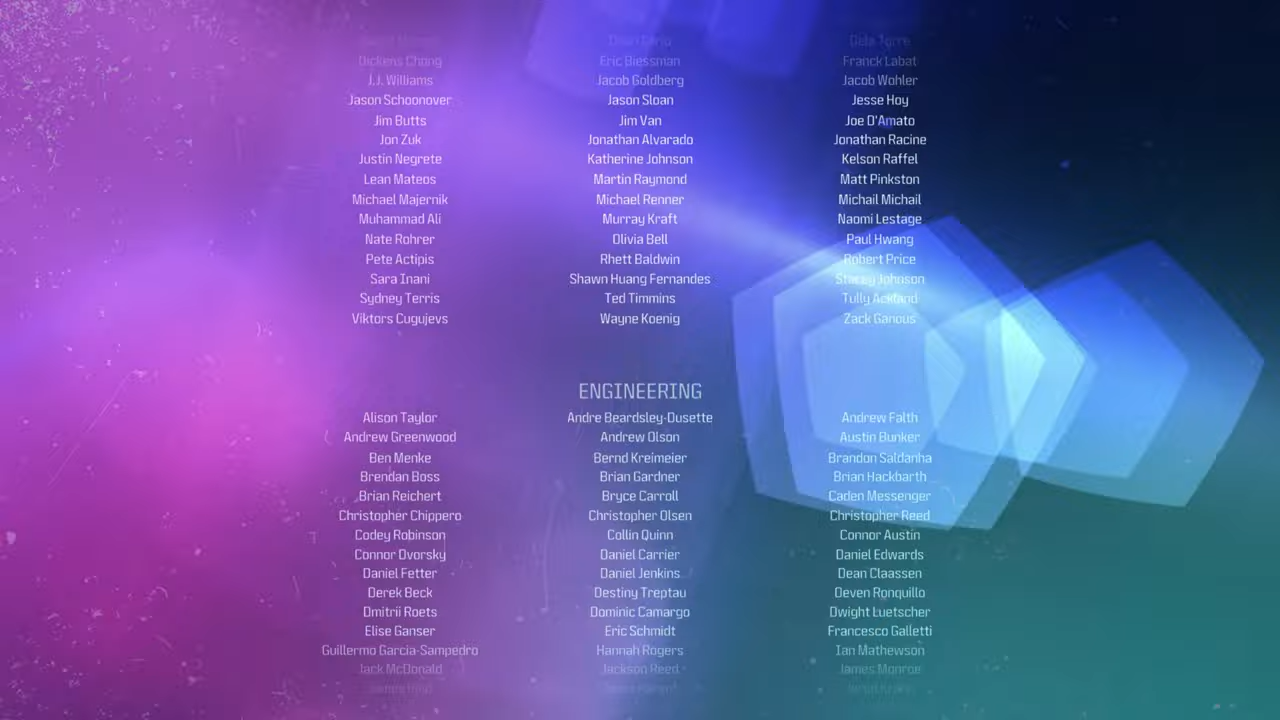 Dickens Chang Eric Biessman Franck Labat
J.J. Williams Jacob Goldberg Jacob Wohler
Jason Schoonover Jason Sloan Jesse Hoy
Jim Butts Jim Van Joe D'Amato
Jon Zuk Jonathan Alvarado Jonathan Racine
Justin Negrete Katherine Johnson Kelson Raffel
Lean Mateos Martin Raymond Matt Pinkston
Michael Majernik Michael Renner Michail Michail
Muhammad Ali Murray Kraft Naomi Lestage
Nate Rohrer Olivia Bell Paul Hwang
Pete Actipis Rhett Baldwin Robert Price
Sara Inani Shawn Huang Fernandes Stacey Johnson
Sydney Terris Ted Timmins Tully Ackland
Viktors Cugujevs Wayne Koenig Zack Ganous
ENGINEERING
Alison Taylor Andre Beardsley-Dusette Andrew Falth
Andrew Greenwood Andrew Olson Austin Bunker
Ben Menke Bernd Kreimeier Brandon Saldanha
Brendan Boss Brian Gardner Brian Hackbarth
Brian Reichert Bryce Carroll Caden Messenger
Christopher Chippero Christopher Olsen Christopher Reed
Codey Robinson Collin Quinn Connor Austin
Connor Dvorsky Daniel Carrier Daniel Edwards
Daniel Fetter Daniel Jenkins Dean Claassen
Derek Beck Destiny Treptau Deven Ronquillo
Dmitrii Roets Dominic Camargo Dwight Luetscher
Elise Ganser Eric Schmidt Francesco Galletti
Guillermo Garcia-Sampedro Hannah Rogers Ian Mathewson
Jack McDonald Jackson Reed James Monroe